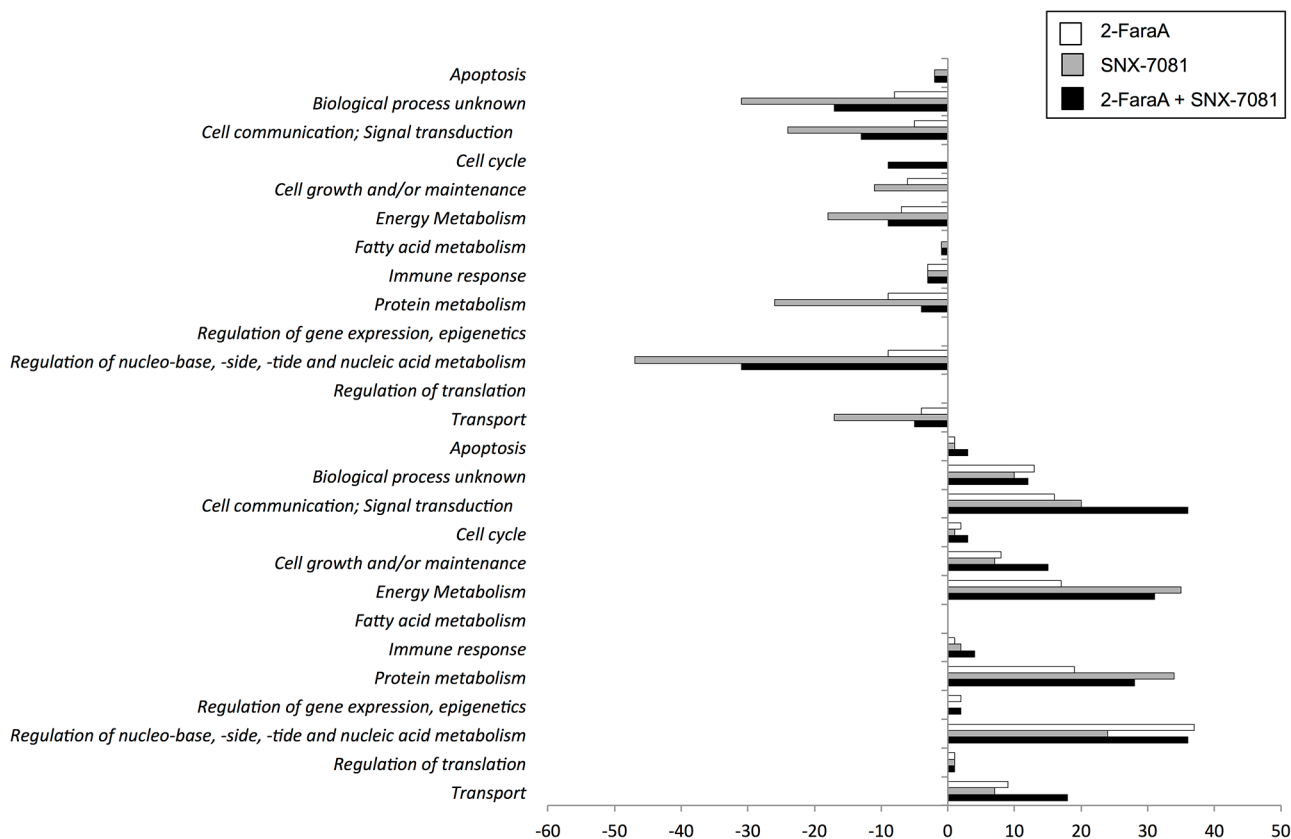 2-FaraA
SNX-7081
2-FaraA + SNX-7081
Apoptosis
Biological process unknown
Cell communication; Signal transduction
Cell cycle
Cell growth and/or maintenance
Energy Metabolism
Fatty acid metabolism
Immune response
Protein metabolism
Regulation of gene expression, epigenetics
Regulation of nucleo-base, -side, -tide and nucleic acid metabolism
Regulation of translation
Transport
Apoptosis
Biological process unknown
Cell communication; Signal transduction
Cell cycle
Cell growth and/or maintenance
Energy Metabolism
Fatty acid metabolism
Immune response
Protein metabolism
Regulation of gene expression, epigenetics
Regulation of nucleo-base, -side, -tide and nucleic acid metabolism
Regulation of translation
Transport
-60 -50 -40 -30 -20 -10 0 10 20 30 40 50